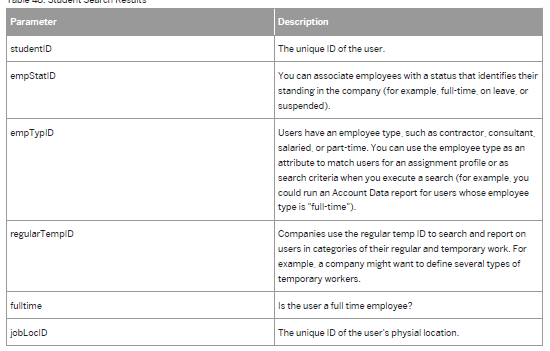 Table 48: Student Search Results
Parameter
Description
studentID
The unique ID of the user.
empStatID
You can associate employees with a status that identifies their
standing in the company (for example, full-time, on leave, or
suspended).
empTypID
Users have an employee type, such as contractor, consultant,
salaried, or part-time. You can use the employee type as an
attribute to match users for an assignment profile or as
search criteria when you execute a search (for example, you
could run an Account Data report for users whose employee
type is "full-time").
regularTempID
Companies use the regular temp ID to search and report on
users in categories of their regular and temporary work. For
example, a company might want to define several types of
temporary workers.
fulltime
Is the user a full time employee?
jobLocID
The unique ID of the user's physial location.